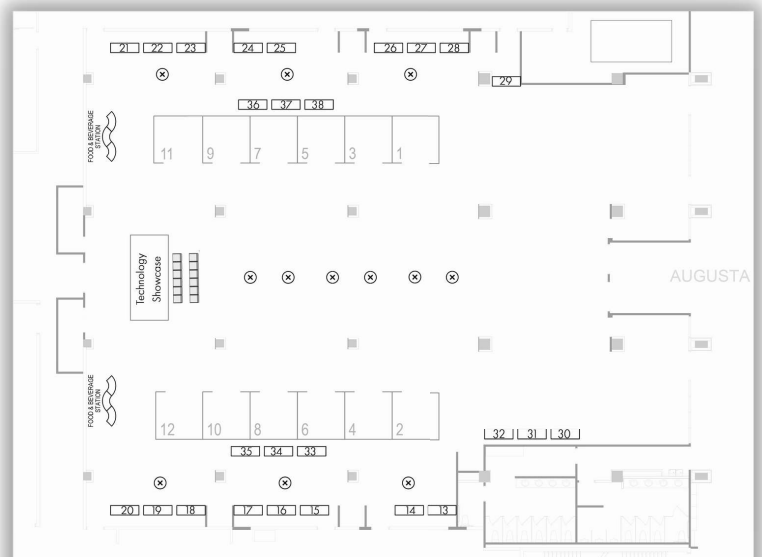 21 22 23 24 25 26 27 28
29
36 37 38
FOOD & BEVERAGE
STATION
11 9 7 5 3 1
Technology
Showcase
AUGUSTA
FOOD & BEVERAGE
STATION
12 10 8 6 4 2
32 31 30
35 34 33
20 19 18 17 16 15 14 13